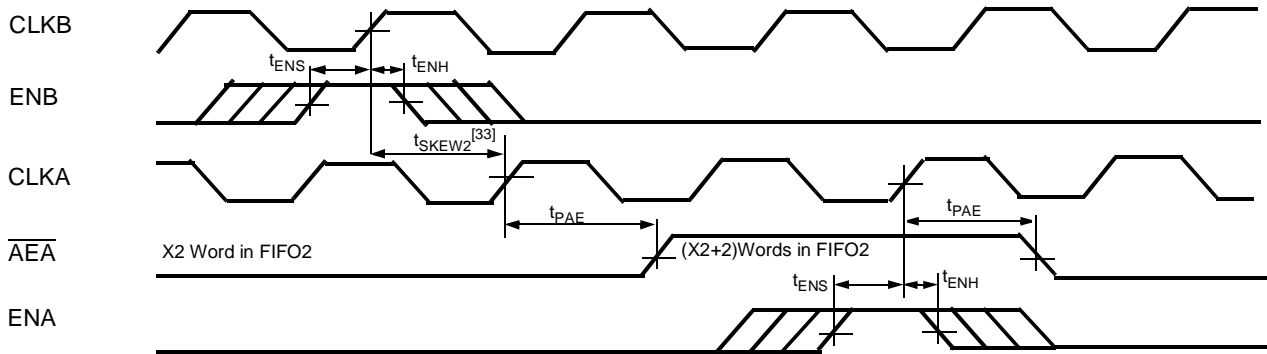 CLKB
tENS
tENH
ENB
tSKEW2[33]
CLKA
tPAE
tPAE
AEA
X2 Word in FIFO2
(X2+2)Words in FIFO2
tENS
tENH
ENA